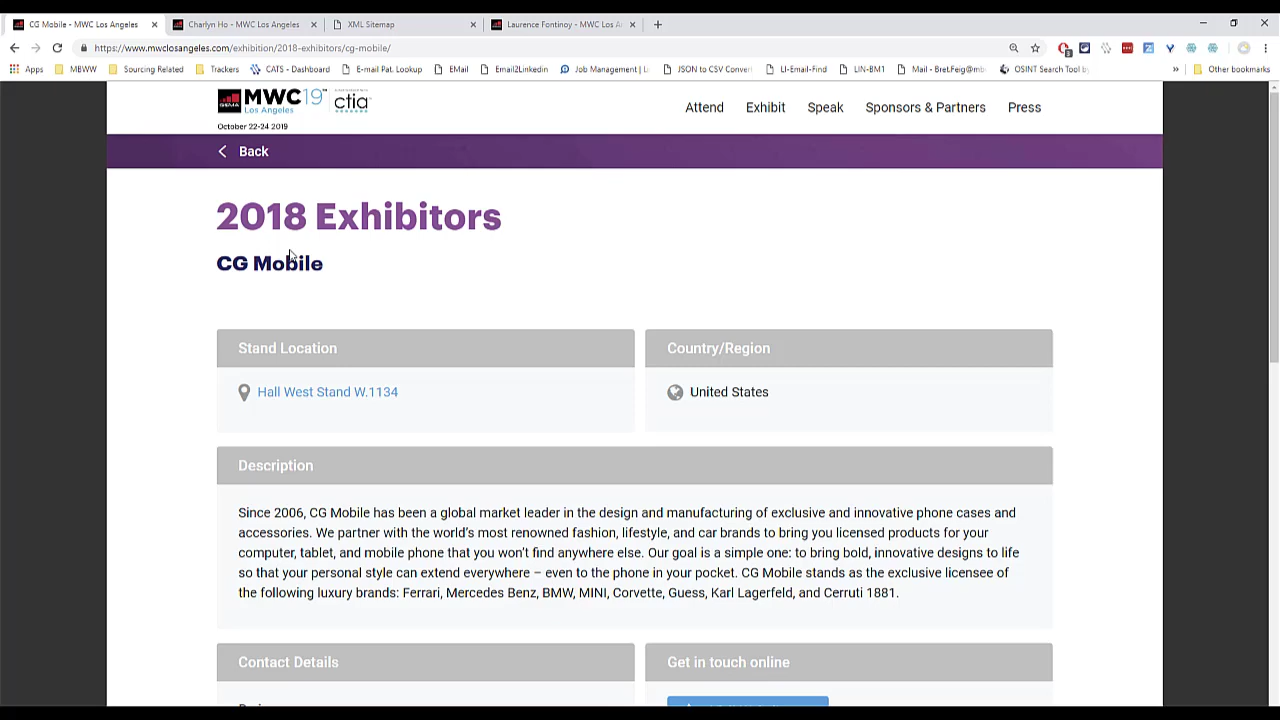 CG Mobile - MWC Los Angeles
Charlyn Ho - MWC Los Angeles
XML Sitemap
Laurence Fontinoy - MWC Los A
https://www.mwclosangeles.com/exhibition/2018-exhibitors/cg-mobile/
Apps MBWW Sourcing Related Trackers CATS - Dashboard E-mail Pat. Lookup EMail Email2Linkedin Job Management | L JSON to CSV Conver LI-Email-Find LIN-BM1 Mail - Bret.Feig@mb OSINT Search Tool by » Other bookmarks
GSMA MWC19 ctia
Los Angeles
October 22-24 2019
Attend Exhibit Speak Sponsors & Partners Press
Back
2018 Exhibitors
CG Mobile
Stand Location
Country/Region
Hall West Stand W.1134
United States
Description
Since 2006, CG Mobile has been a global market leader in the design and manufacturing of exclusive and innovative phone cases and
accessories. We partner with the world's most renowned fashion, lifestyle, and car brands to bring you licensed products for your
computer, tablet, and mobile phone that you won't find anywhere else. Our goal is a simple one: to bring bold, innovative designs to life
so that your personal style can extend everywhere – even to the phone in your pocket. CG Mobile stands as the exclusive licensee of
the following luxury brands: Ferrari, Mercedes Benz, BMW, MINI, Corvette, Guess, Karl Lagerfeld, and Cerruti 1881.
Contact Details
Get in touch online